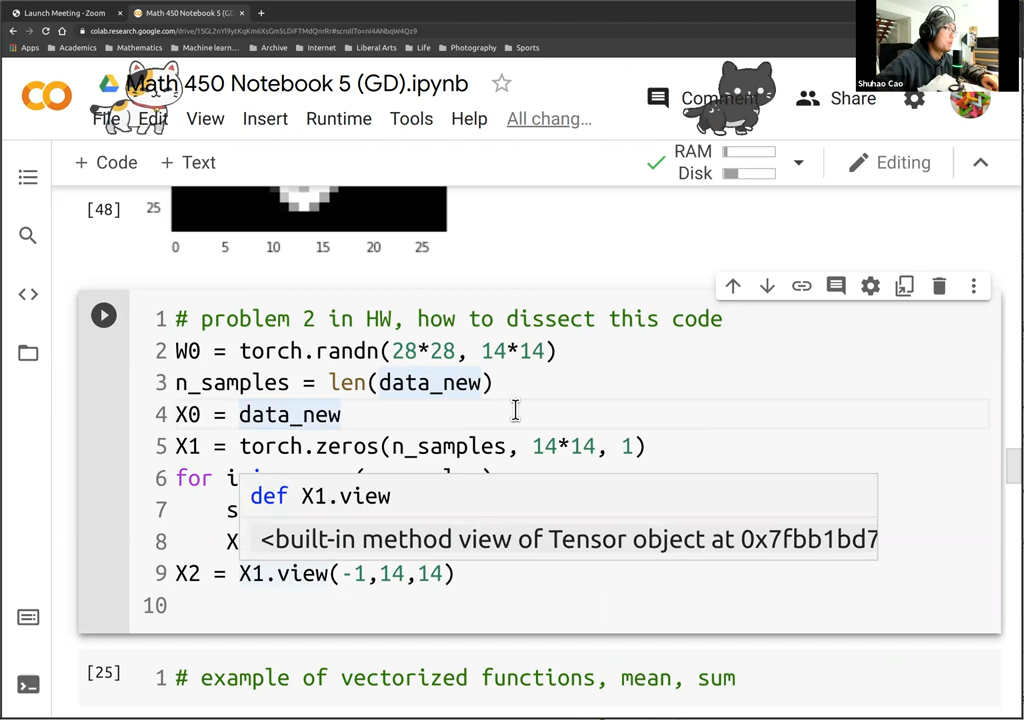 Launch Meeting - Zoom
Math 450 Notebook 5 (GD
colab.research.google.com/drive/
Apps Academics Mathematics Machine learn… Archive Internet Liberal Arts Life Photography Sports
Shuhao Cao
Math 450 Notebook 5 (GD).ipynb
Comment Share
File Edit View Insert Runtime Tools Help All chang…
+ Code + Text
RAM
Disk
Editing
[48] 25
0 5 10 15 20 25
1 # problem 2 in HW, how to dissect this code
2 W0 = torch.randn(28*28, 14*14)
3 n_samples = len(data_new)
4 X0 = data_new
5 X1 = torch.zeros(n_samples, 14*14, 1)
6 for i
def X1.view
7 s
<built-in method view of Tensor object at 0x7fbb1bd7
8 X
9 X2 = X1.view(-1,14,14)
10
[25] 1 # example of vectorized functions, mean, sum